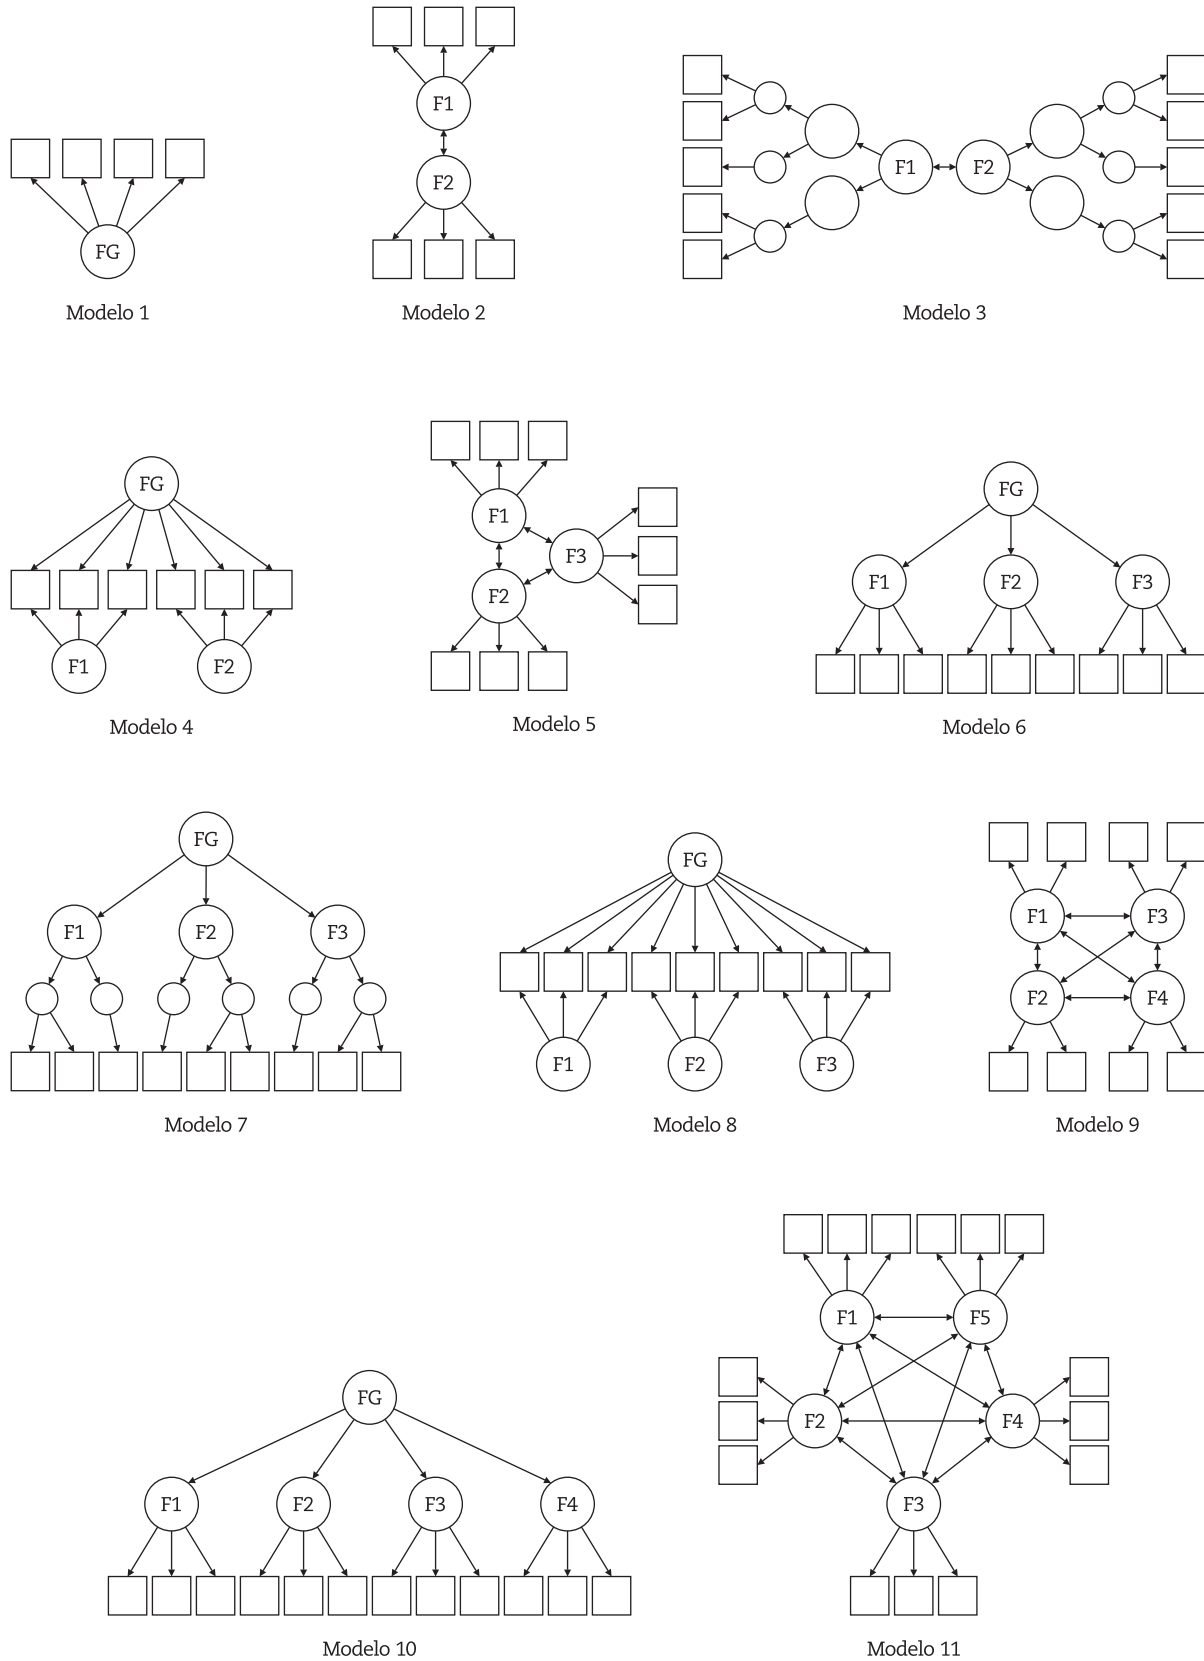 FG
Modelo 1
F1
F2
Modelo 2
F1 F2
Modelo 3
FG
F1 F2
Modelo 4
F1
F3
F2
Modelo 5
FG
F1 F2 F3
Modelo 6
FG
F1 F2 F3
Modelo 7
FG
F1 F2 F3
Modelo 8
F1 F3
F2 F4
Modelo 9
FG
F1 F2 F3 F4
Modelo 10
F1 F5
F2 F4
F3
Modelo 11